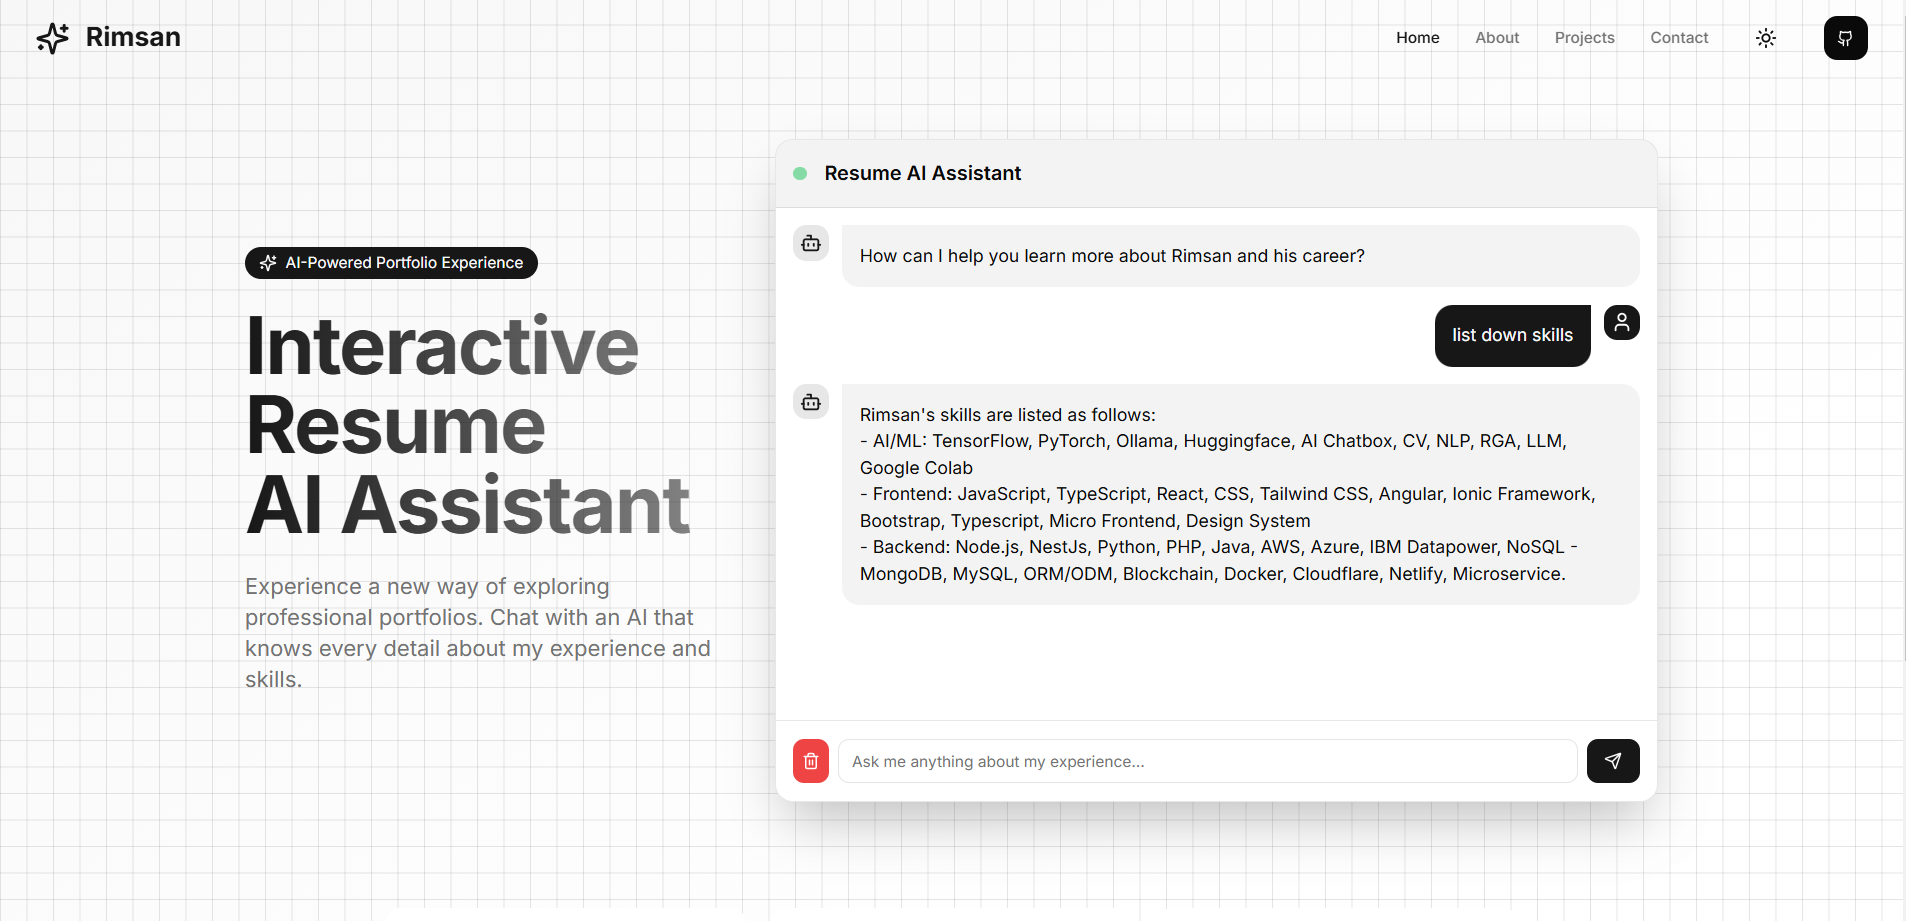 Rimsan
Home
About
Projects
Contact
AI-Powered Portfolio Experience
Interactive
Resume
AI Assistant
Experience a new way of exploring
professional portfolios. Chat with an AI that
knows every detail about my experience and
skills.
Resume AI Assistant
How can I help you learn more about Rimsan and his career?
list down skills
Rimsan's skills are listed as follows:
- AI/ML: TensorFlow, PyTorch, Ollama, Huggingface, AI Chatbox, CV, NLP, RGA, LLM,
Google Colab
- Frontend: JavaScript, TypeScript, React, CSS, Tailwind CSS, Angular, Ionic Framework,
Bootstrap, Typescript, Micro Frontend, Design System
- Backend: Node.js, NestJs, Python, PHP, Java, AWS, Azure, IBM Datapower, NoSQL -
MongoDB, MySQL, ORM/ODM, Blockchain, Docker, Cloudflare, Netlify, Microservice.
Ask me anything about my experience...